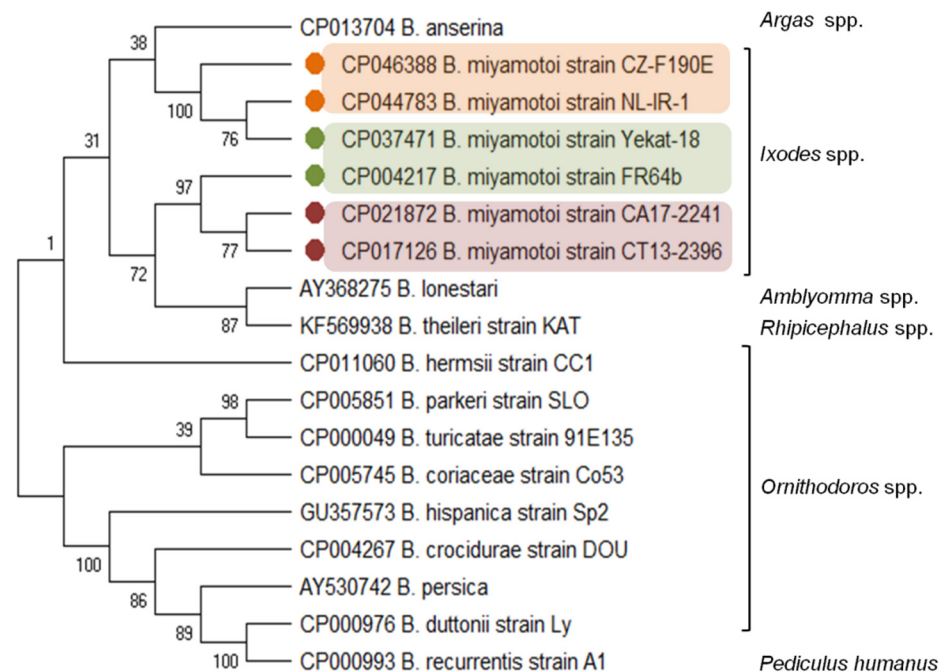 CP013704 B. anserina
Argas spp.
38
CP046388 B. miyamotoi strain CZ-F190E
100
CP044783 B. miyamotoi strain NL-IR-1
76
CP037471 B. miyamotoi strain Yekat-18
31
Ixodes spp.
97
CP004217 B. miyamotoi strain FR64b
CP021872 B. miyamotoi strain CA17-2241
77
CP017126 B. miyamotoi strain CT13-2396
1
72
AY368275 B. lonestari
Amblyomma spp.
87
KF569938 B. theileri strain KAT
Rhipicephalus spp.
CP011060 B. hermsii strain CC1
98
CP005851 B. parkeri strain SLO
39
CP000049 B. turicatae strain 91E135
CP005745 B. coriaceae strain Co53
Ornithodoros spp.
GU357573 B. hispanica strain Sp2
100
CP004267 B. crocidurae strain DOU
86
AY530742 B. persica
89
CP000976 B. duttonii strain Ly
100
CP000993 B. recurrentis strain A1
Pediculus humanus